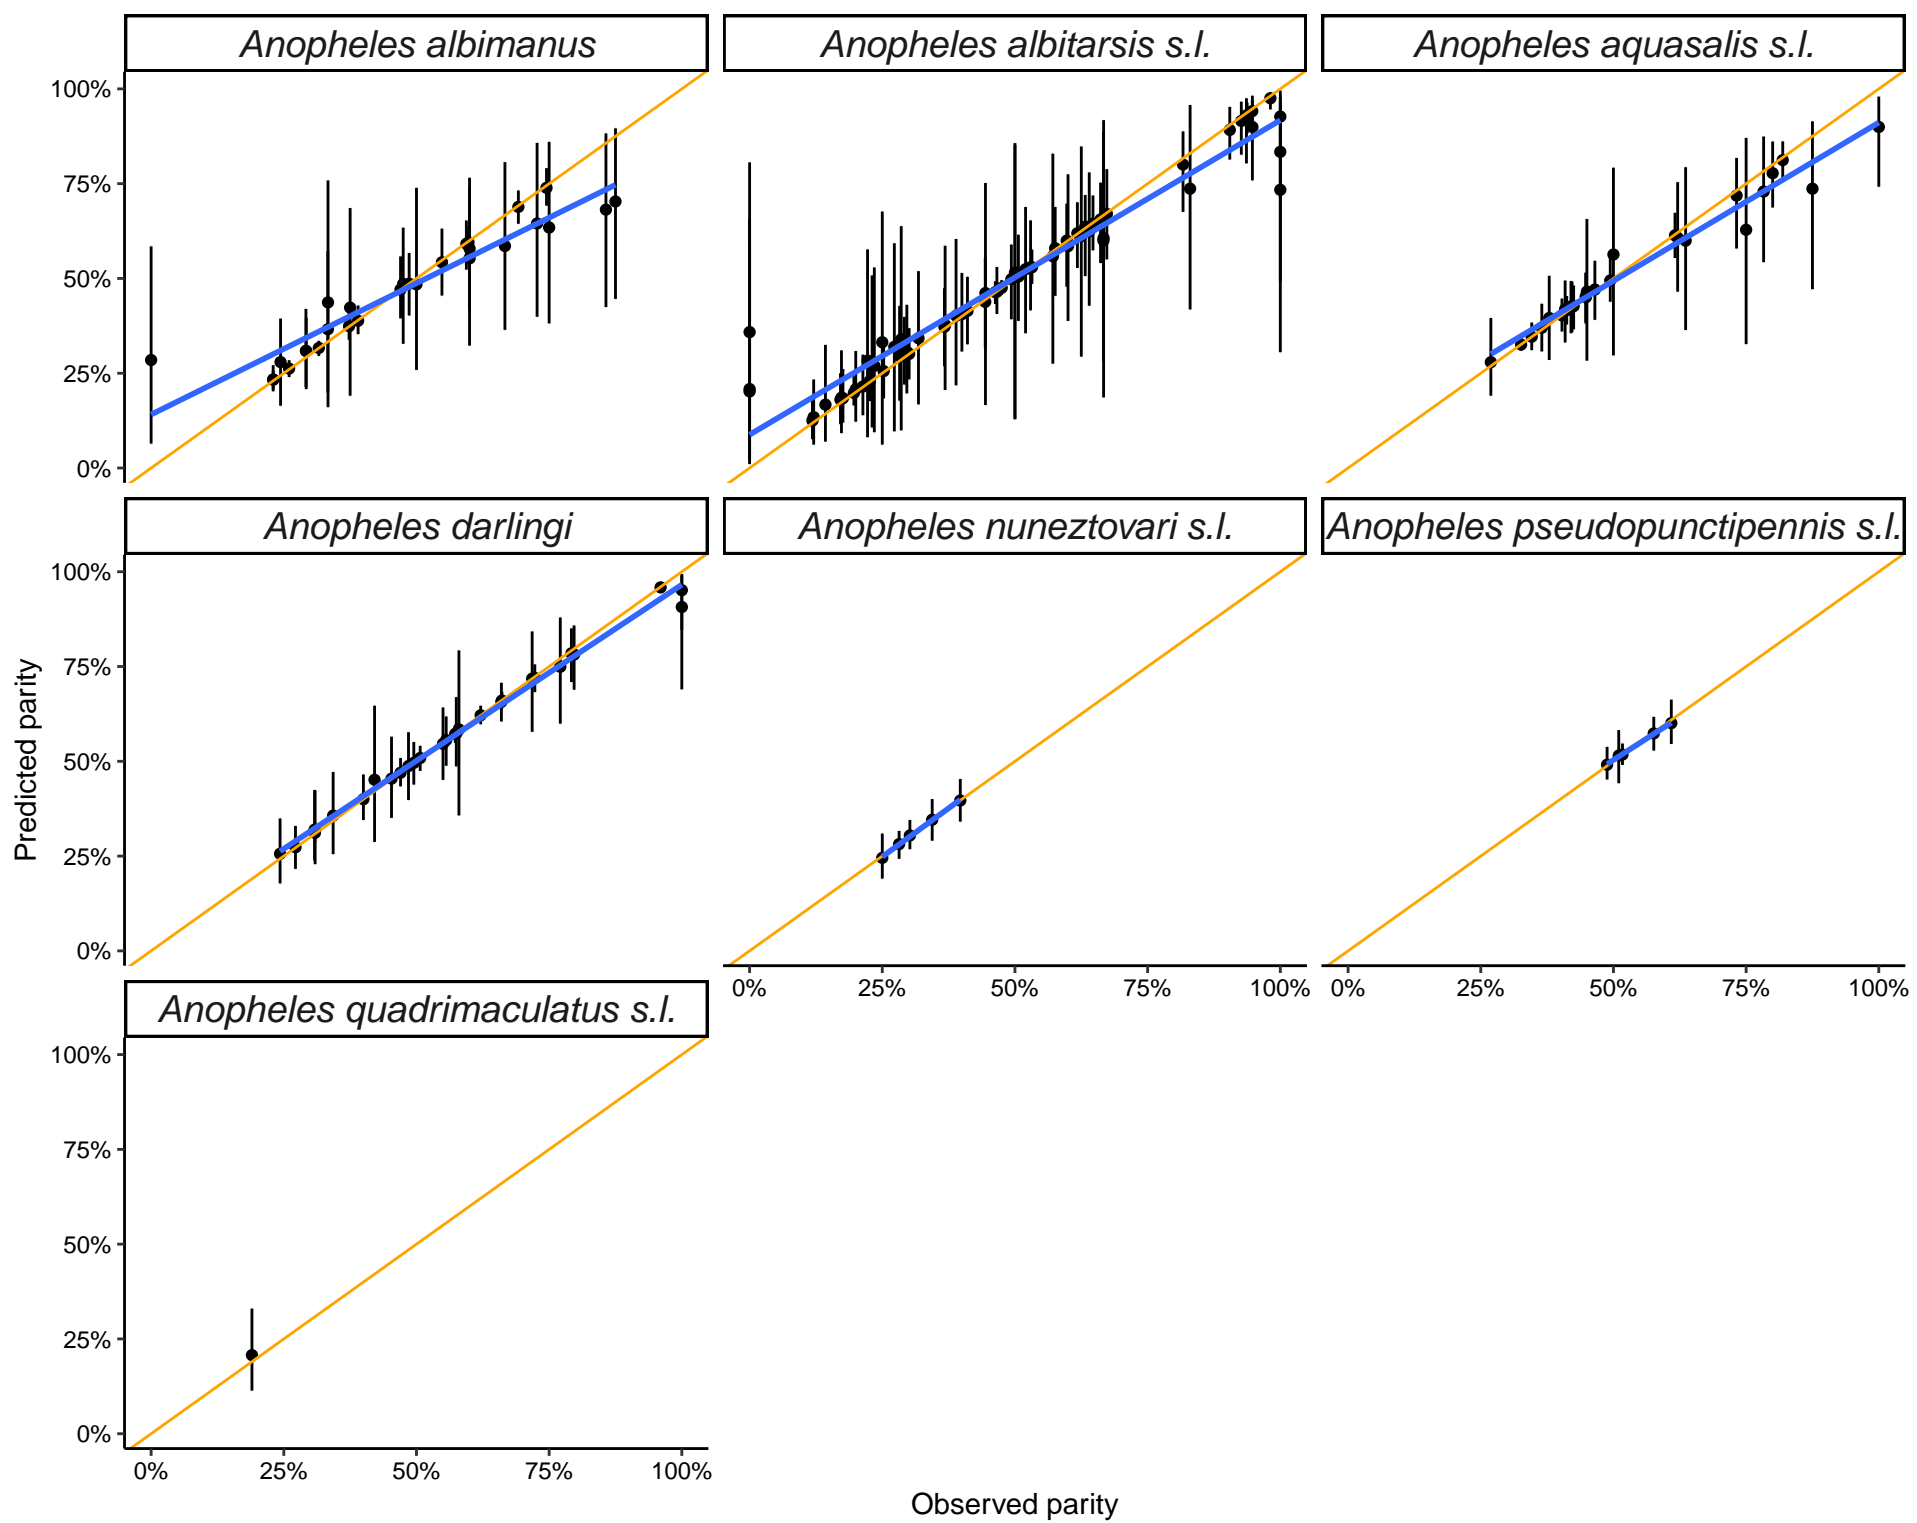 Anopheles albimanus
Anopheles albitarsis s.l.
Anopheles aquasalis s.l.
100%
75%
50%
25%
0%
Anopheles darlingi
Anopheles nuneztovari s.l.
Anopheles pseudopunctipennis s.l.
100%
75%
50%
25%
0%
0% 25% 50% 75% 100%
0% 25% 50% 75% 100%
Anopheles quadrimaculatus s.l.
100%
75%
50%
25%
0%
0% 25% 50% 75% 100%
Predicted parity
Observed parity